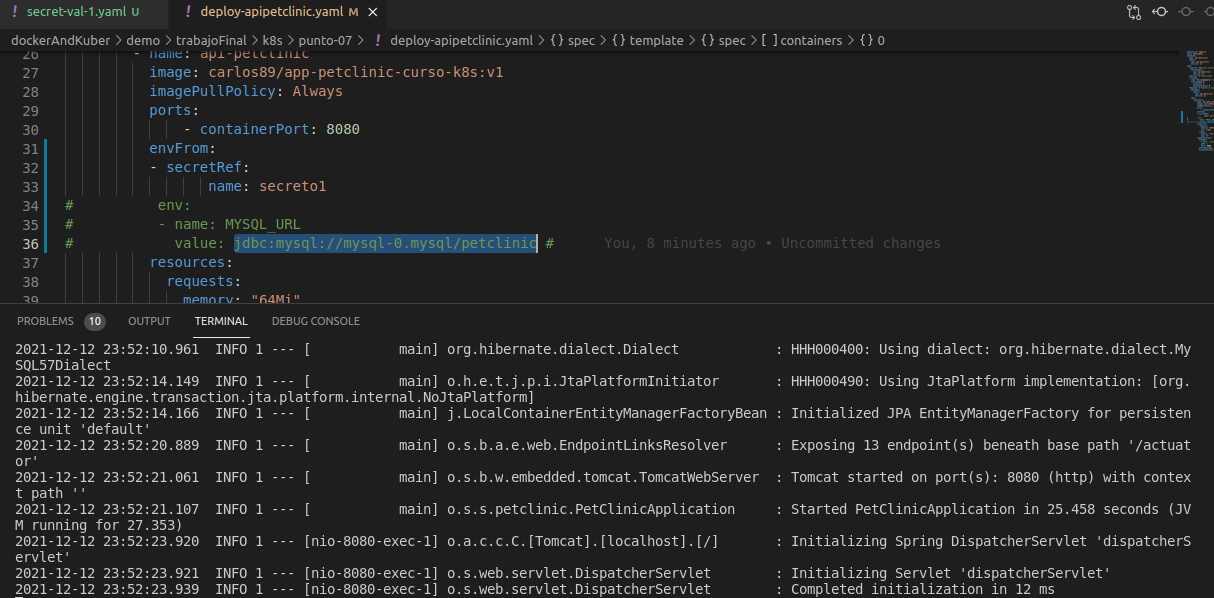 ! secret-val-1.yaml U ! deploy-apipetclinic.yaml M ×
dockerAndKuber > demo > trabajoFinal > k8s > punto-07 > ! deploy-apipetclinic.yaml > {} spec > {} template > {} spec > [ ] containers > {} 0
26 - name: api-petclinic
27 image: carlos89/app-petclinic-curso-k8s:v1
28 imagePullPolicy: Always
29 ports:
30 - containerPort: 8080
31 envFrom:
32 - secretRef:
33 name: secreto1
34 # env:
35 # - name: MYSQL_URL
36 # value: jdbc:mysql://mysql-0.mysql/petclinic # You, 8 minutes ago • Uncommitted changes
37 resources:
38 requests:
39 memory: "64Mi"
PROBLEMS 10 OUTPUT TERMINAL DEBUG CONSOLE
2021-12-12 23:52:10.961 INFO 1 --- [ main] org.hibernate.dialect.Dialect : HHH000400: Using dialect: org.hibernate.dialect.My
SQL57Dialect
2021-12-12 23:52:14.149 INFO 1 --- [ main] o.h.e.t.j.p.i.JtaPlatformInitiator : HHH000490: Using JtaPlatform implementation: [org.
hibernate.engine.transaction.jta.platform.internal.NoJtaPlatform]
2021-12-12 23:52:14.166 INFO 1 --- [ main] j.LocalContainerEntityManagerFactoryBean : Initialized JPA EntityManagerFactory for persisten
ce unit 'default'
2021-12-12 23:52:20.889 INFO 1 --- [ main] o.s.b.a.e.web.EndpointLinksResolver : Exposing 13 endpoint(s) beneath base path '/actuat
or'
2021-12-12 23:52:21.061 INFO 1 --- [ main] o.s.b.w.embedded.tomcat.TomcatWebServer : Tomcat started on port(s): 8080 (http) with contex
t path ''
2021-12-12 23:52:21.107 INFO 1 --- [ main] o.s.s.petclinic.PetClinicApplication : Started PetClinicApplication in 25.458 seconds (JV
M running for 27.353)
2021-12-12 23:52:23.920 INFO 1 --- [nio-8080-exec-1] o.a.c.c.C.[Tomcat].[localhost].[/] : Initializing Spring DispatcherServlet 'dispatcherS
ervlet'
2021-12-12 23:52:23.921 INFO 1 --- [nio-8080-exec-1] o.s.web.servlet.DispatcherServlet : Initializing Servlet 'dispatcherServlet'
2021-12-12 23:52:23.939 INFO 1 --- [nio-8080-exec-1] o.s.web.servlet.DispatcherServlet : Completed initialization in 12 ms